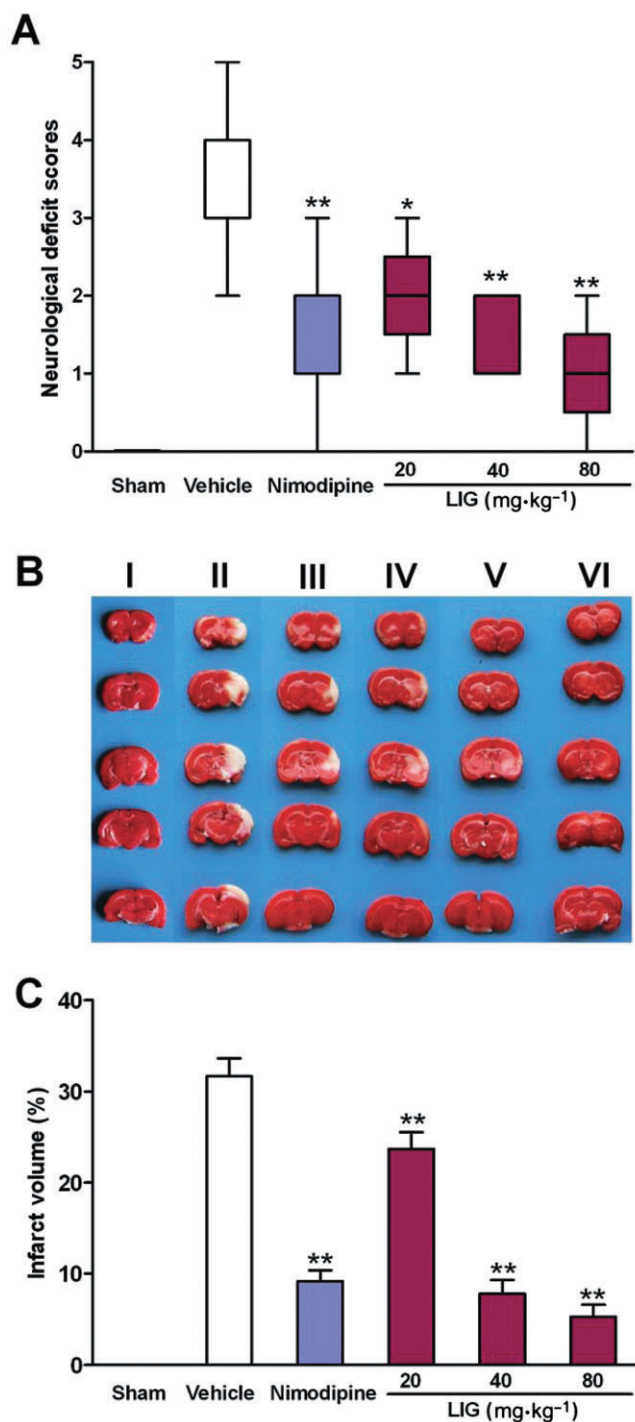 A
Neurological deficit scores
5
4
3
2
1
0
**
*
**
**
Sham Vehicle Nimodipine 20 40 80
LIG (mg·kg⁻¹)
B
I II III IV V VI
C
Infarct volume (%)
40
30
20
10
0
**
**
**
**
Sham Vehicle Nimodipine 20 40 80
LIG (mg·kg⁻¹)